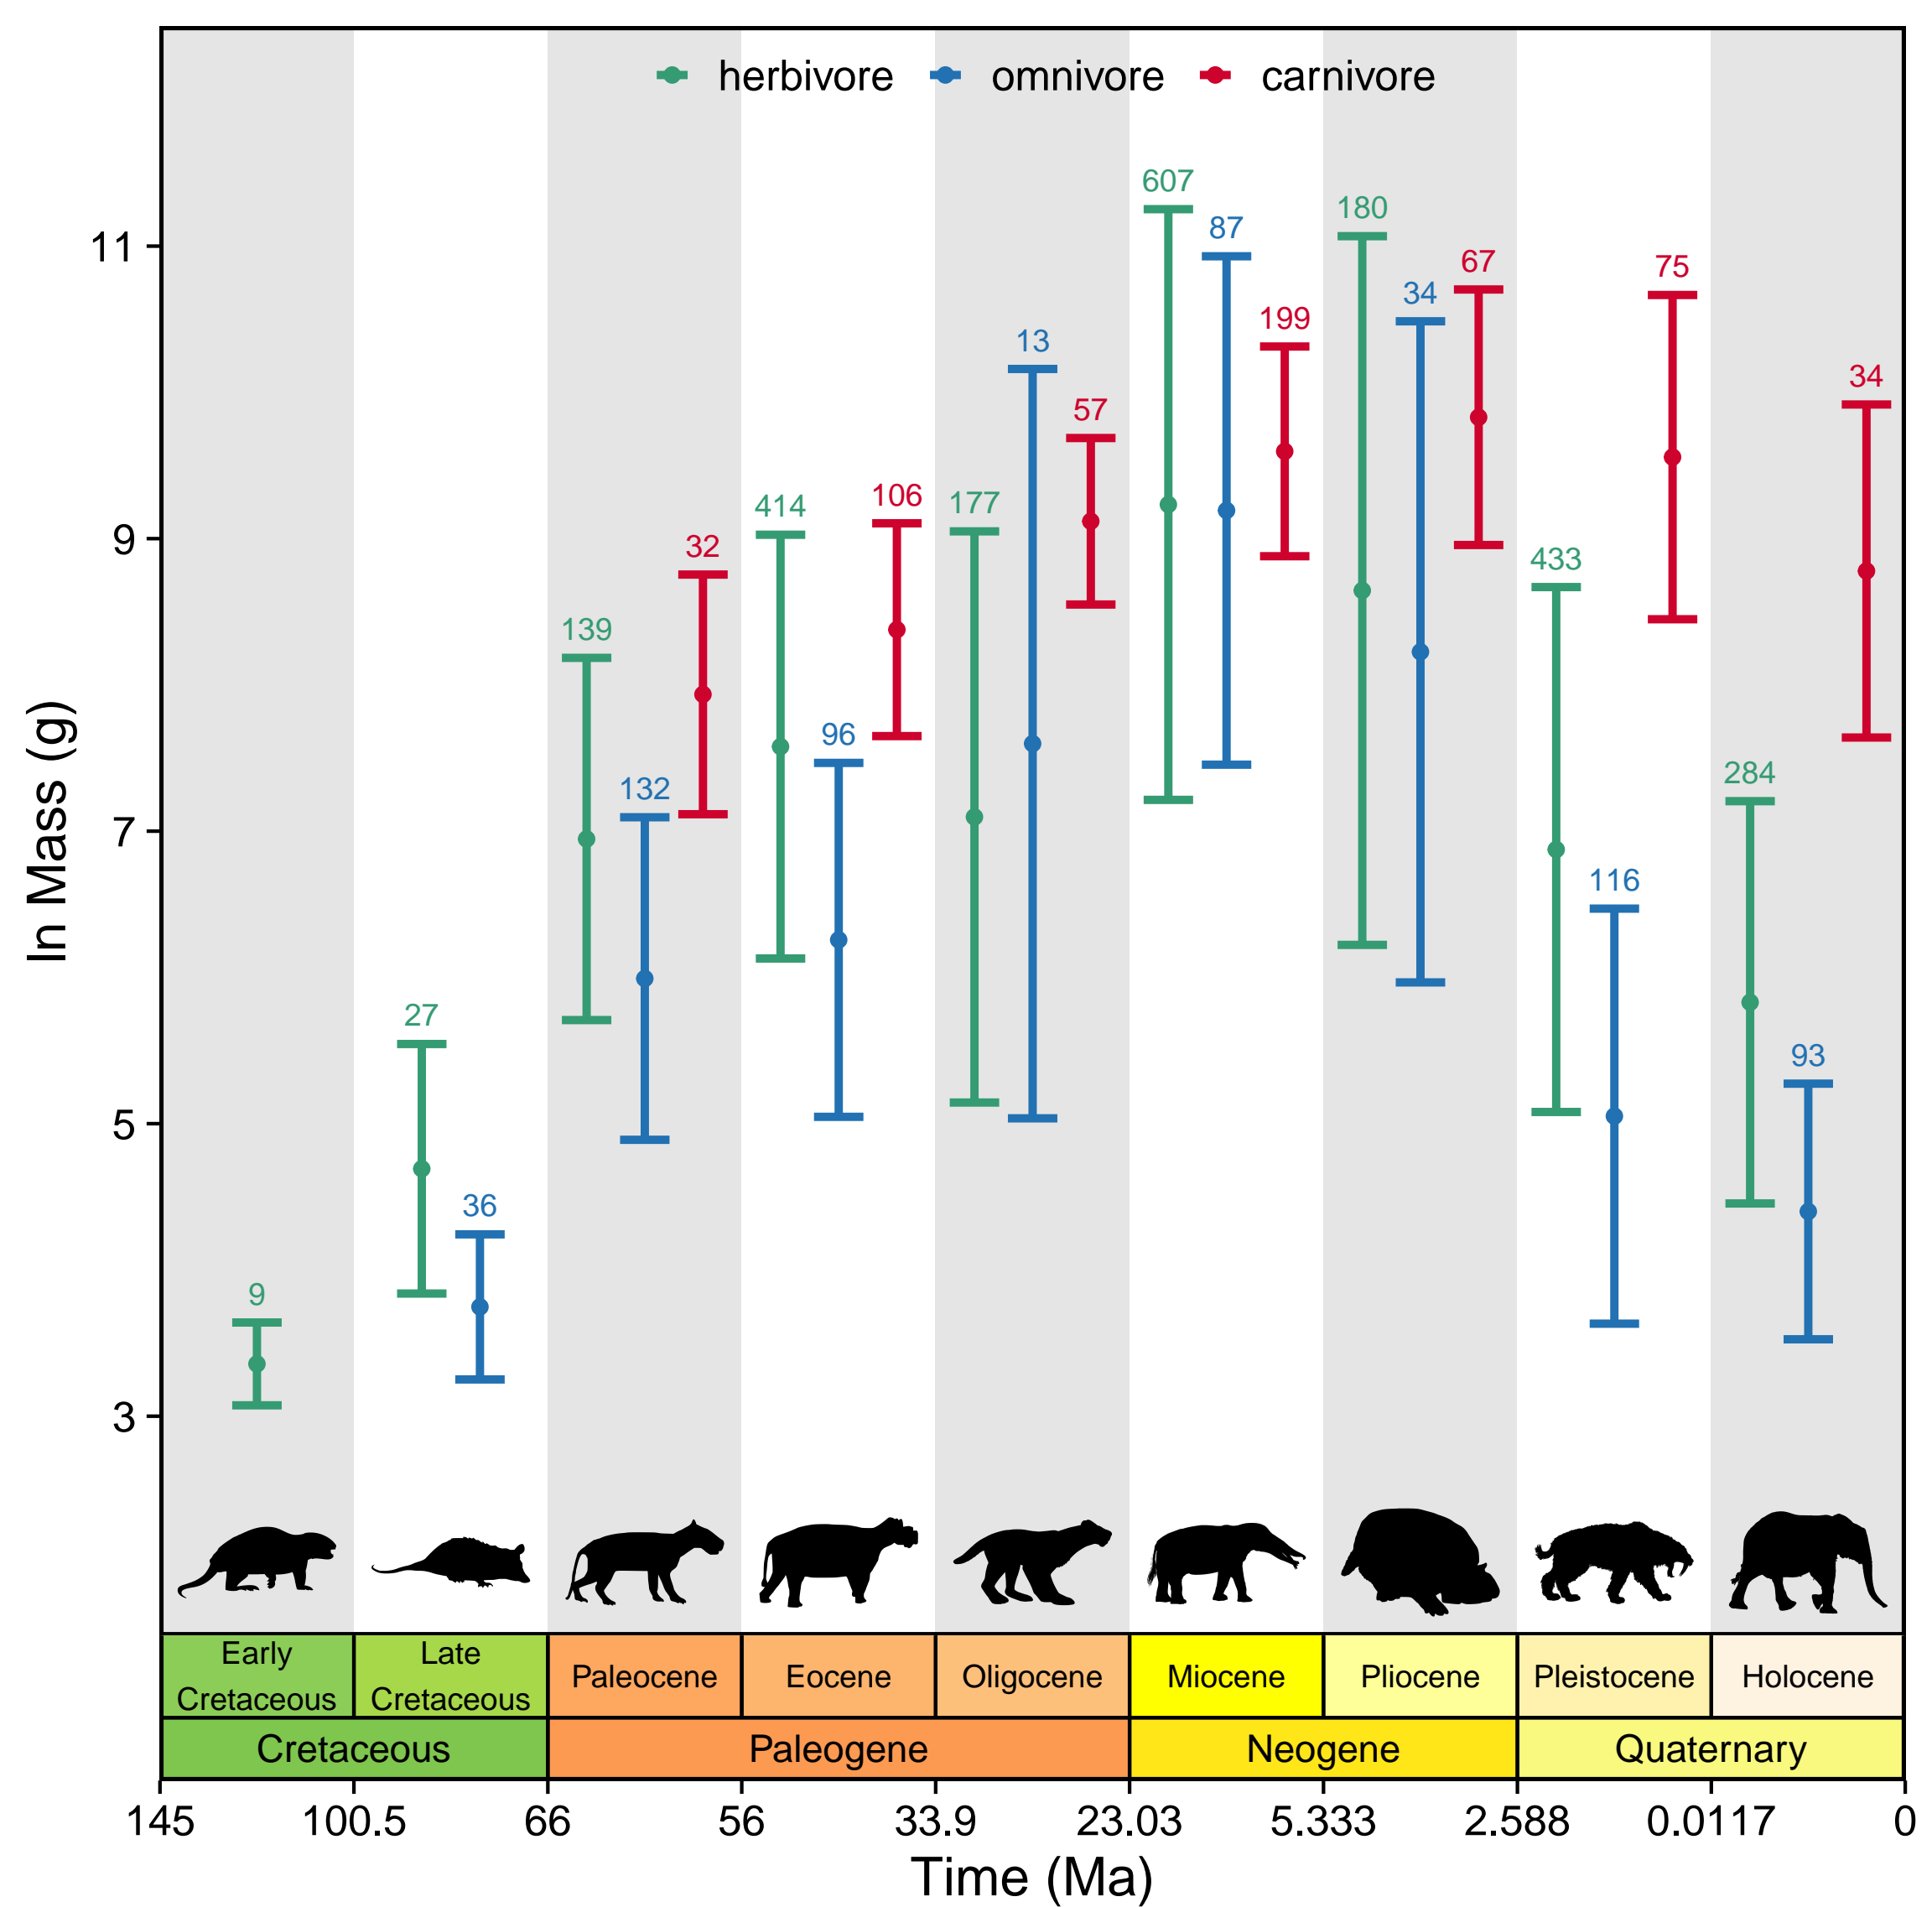 herbivore omnivore carnivore
607
180
87
67
75
34
199
13
34
57
106
177
414
32
433
139
96
132
284
116
93
27
36
9
11
9
7
5
3
ln Mass (g)
Early
Cretaceous
Late
Cretaceous
Paleocene
Eocene
Oligocene
Miocene
Pliocene
Pleistocene
Holocene
Cretaceous
Paleogene
Neogene
Quaternary
145 100.5 66 56 33.9 23.03 5.333 2.588 0.0117 0
Time (Ma)